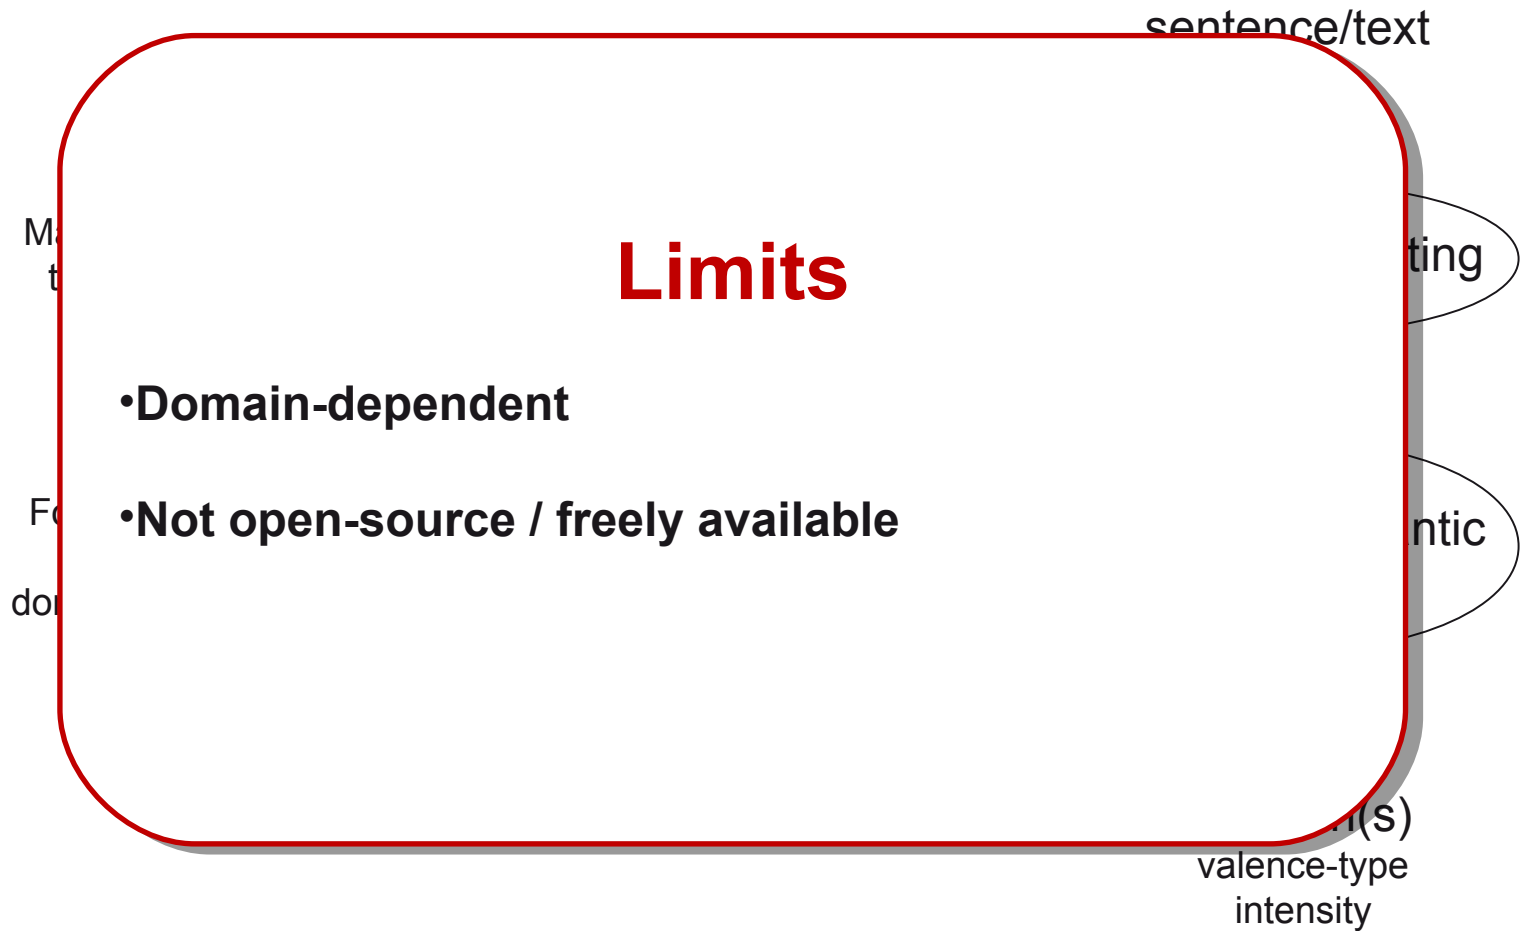 sentence/text
Limits
•Domain-dependent
•Not open-source / freely available
valence-type
intensity